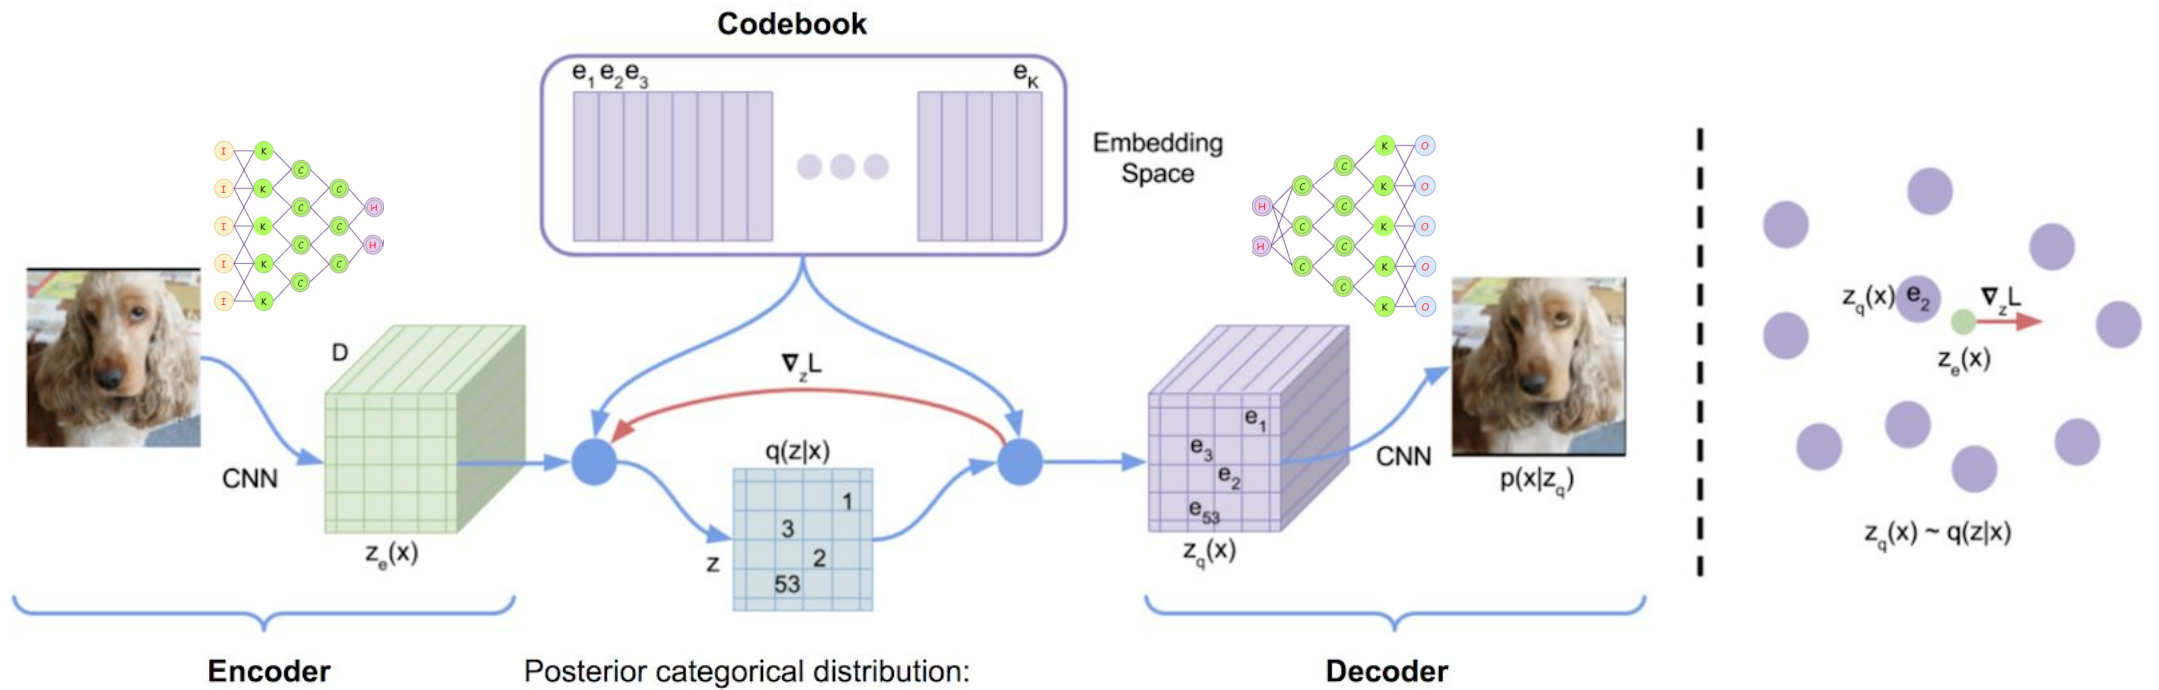 Codebook
e1 e2 e3
eK
Embedding
Space
I
I
I
I
I
K
K
K
K
K
C
C
C
C
C
C
C
H
H
H
H
C
C
C
C
C
C
C
K
K
K
K
K
O
O
O
O
O
D
CNN
ze(x)
∇zL
q(z|x)
1
3
2
53
z
e1
e3
e2
e53
zq(x)
CNN
p(x|zq)
zq(x) e2 ∇zL
ze(x)
zq(x) ~ q(z|x)
Encoder
Posterior categorical distribution:
Decoder